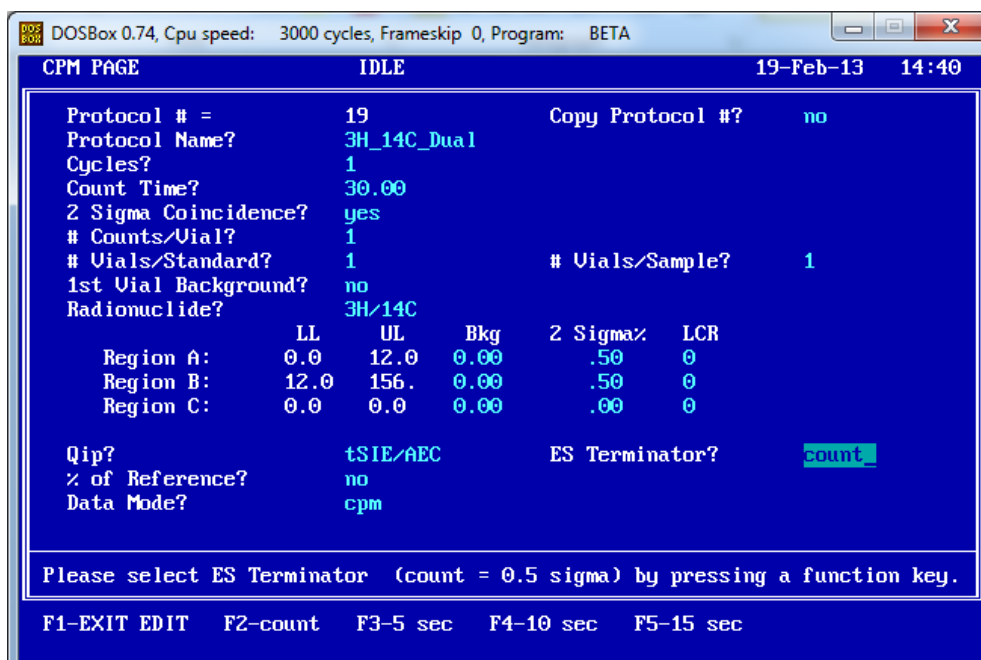 DOSBox 0.74, Cpu speed: 3000 cycles, Frameskip 0, Program: BETA
CPM PAGE IDLE 19-Feb-13 14:40
Protocol # = 19 Copy Protocol #? no
Protocol Name? 3H_14C_Dual
Cycles? 1
Count Time? 30.00
2 Sigma Coincidence? yes
# Counts/Vial? 1
# Vials/Standard? 1 # Vials/Sample? 1
1st Vial Background? no
Radionuclide? 3H/14C
LL UL Bkg 2 Sigma% LCR
Region A: 0.0 12.0 0.00 .50 0
Region B: 12.0 156. 0.00 .50 0
Region C: 0.0 0.0 0.00 .00 0
Qip? tSIE/AEC ES Terminator? count_
% of Reference? no
Data Mode? cpm
Please select ES Terminator (count = 0.5 sigma) by pressing a function key.
F1-EXIT EDIT F2-count F3-5 sec F4-10 sec F5-15 sec